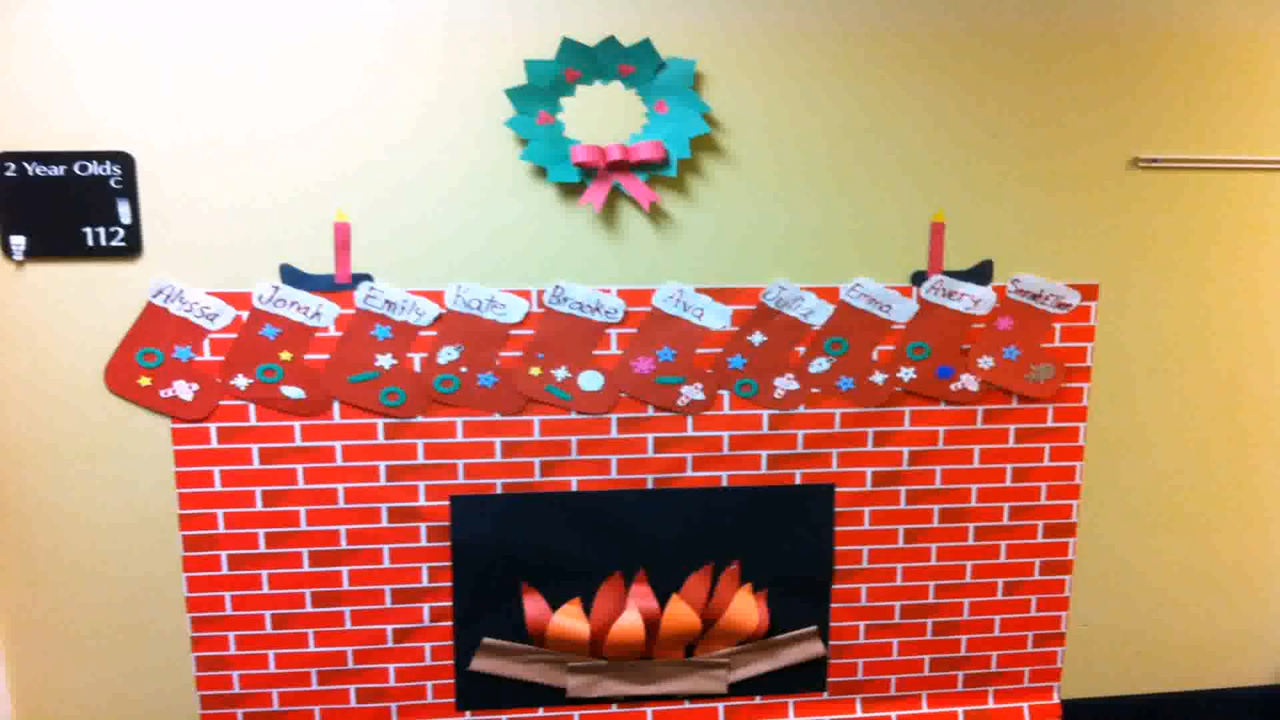 2 Year Olds
C
112
Alyssa
Jonah
Emily
Kate
Brooke
Ava
Julia
Emma
Avery